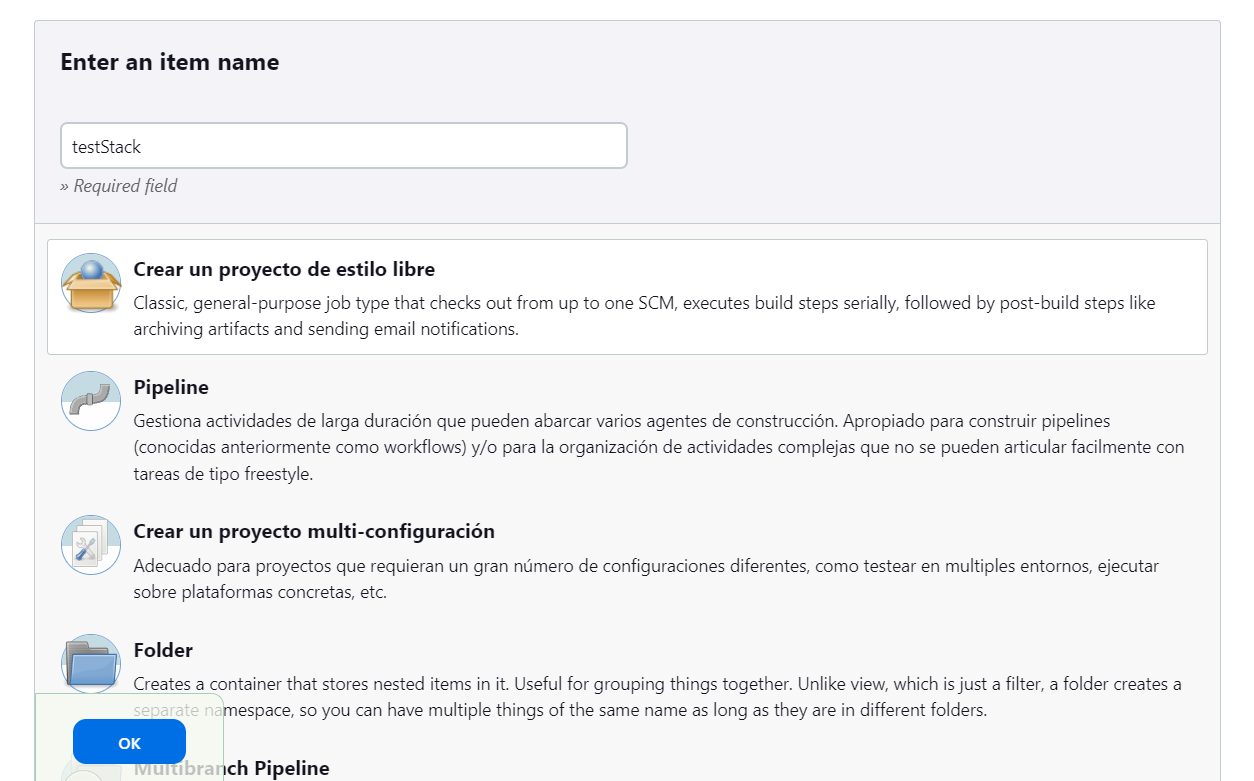 Enter an item name
testStack
» Required field
Crear un proyecto de estilo libre
Classic, general-purpose job type that checks out from up to one SCM, executes build steps serially, followed by post-build steps like
archiving artifacts and sending email notifications.
Pipeline
Gestiona actividades de larga duración que pueden abarcar varios agentes de construcción. Apropiado para construir pipelines
(conocidas anteriormente como workflows) y/o para la organización de actividades complejas que no se pueden articular facilmente con
tareas de tipo freestyle.
Crear un proyecto multi-configuración
Adecuado para proyectos que requieran un gran número de configuraciones diferentes, como testear en multiples entornos, ejecutar
sobre plataformas concretas, etc.
Folder
Creates a container that stores nested items in it. Useful for grouping things together. Unlike view, which is just a filter, a folder creates a
separate namespace, so you can have multiple things of the same name as long as they are in different folders.
OK
Multibranch Pipeline